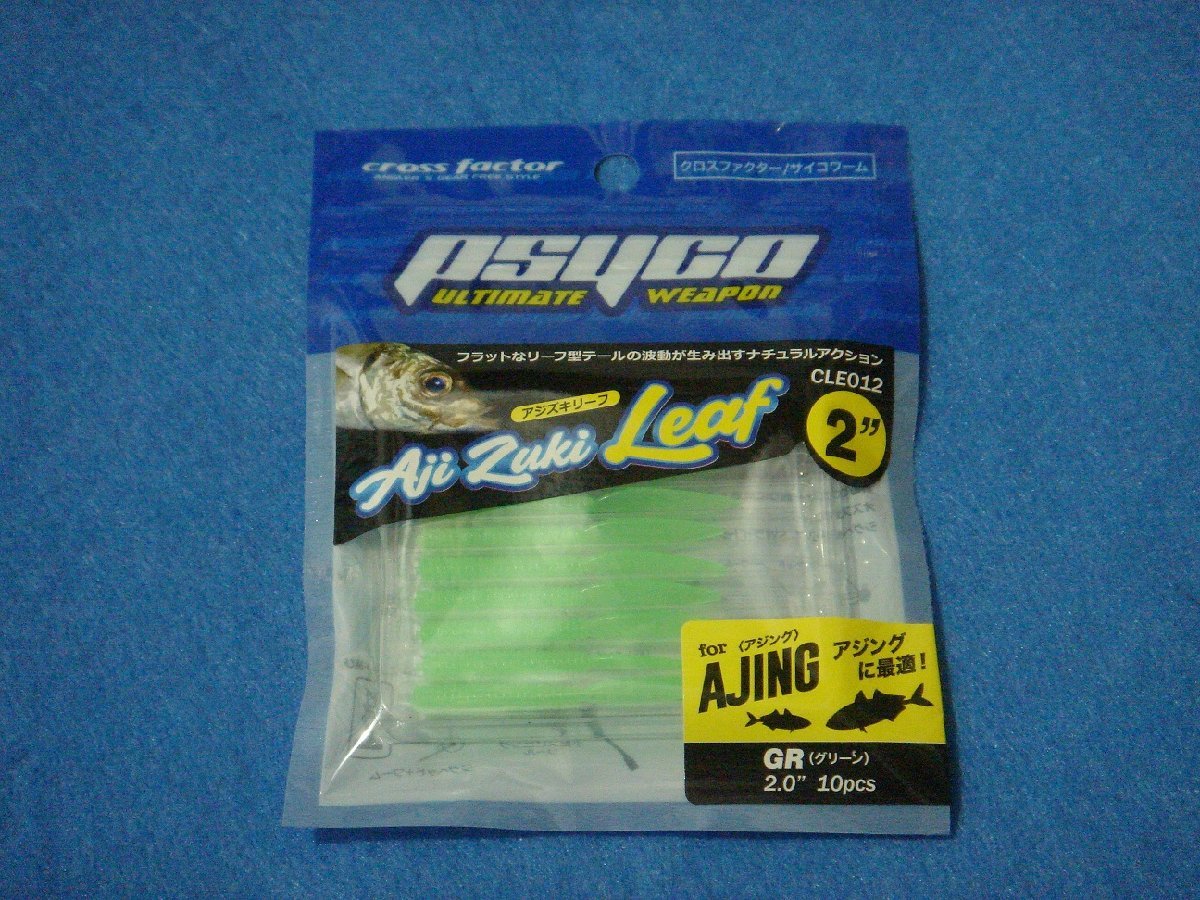 cross factor
クロスファクター/サイコワーム
PSYCO
ULTIMATE WEAPON
フラットなリーフ型テールの波動が生み出すナチュラルアクション
CLE012
2”
アジズキリーフ
Aji Zuki Leaf
for 〈アジング〉
AJING
アジング
に最適！
GR（グリーン）
2.0” 10pcs